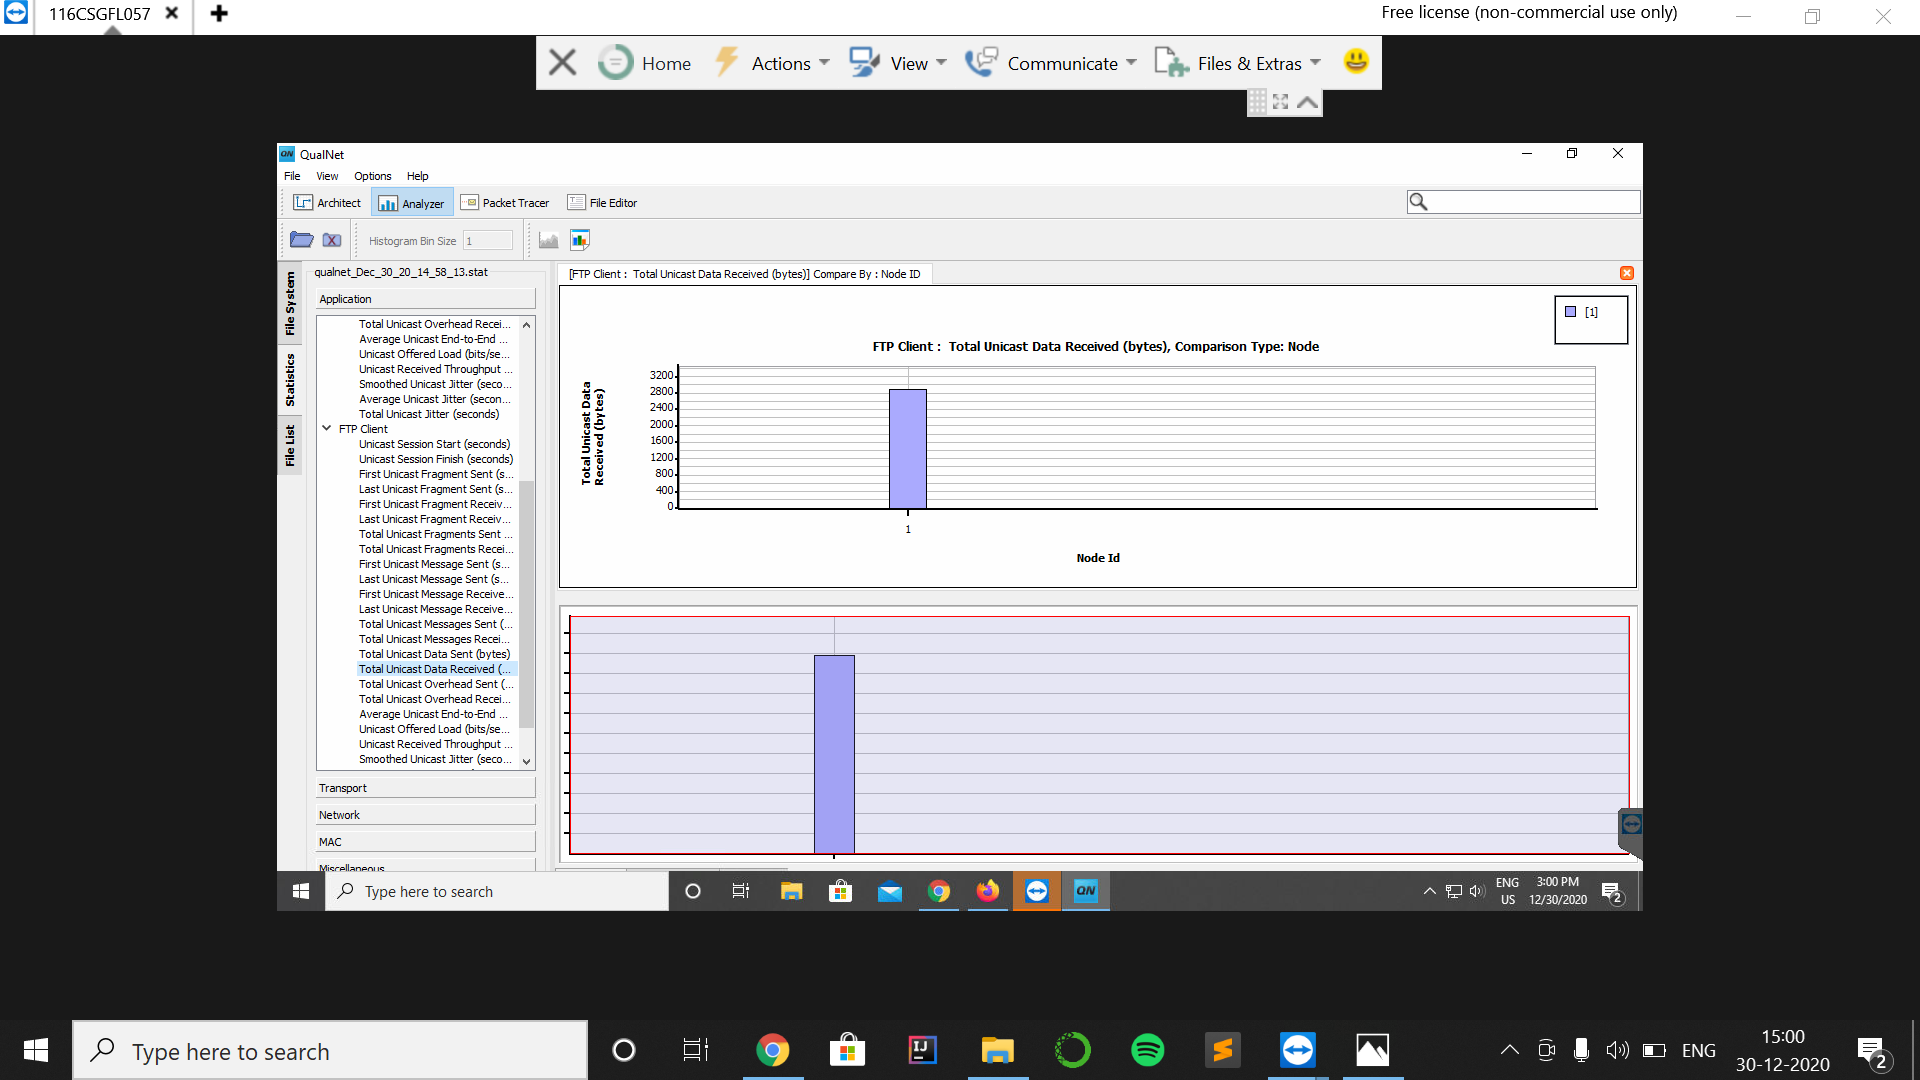 116CSGFL057
Free license (non-commercial use only)
Home
Actions
View
Communicate
Files & Extras
QN QualNet
File View Options Help
Architect
Analyzer
Packet Tracer
File Editor
Histogram Bin Size 1
File System
Statistics
File List
qualnet_Dec_30_20_14_58_13.stat
Application
Total Unicast Overhead Recei...
Average Unicast End-to-End ...
Unicast Offered Load (bits/se...
Unicast Received Throughput ...
Smoothed Unicast Jitter (seco...
Average Unicast Jitter (secon...
Total Unicast Jitter (seconds)
FTP Client
Unicast Session Start (seconds)
Unicast Session Finish (seconds)
First Unicast Fragment Sent (s...
Last Unicast Fragment Sent (s...
First Unicast Fragment Receiv...
Last Unicast Fragment Receiv...
Total Unicast Fragments Sent ...
Total Unicast Fragments Recei...
First Unicast Message Sent (s...
Last Unicast Message Sent (s...
First Unicast Message Receive...
Last Unicast Message Receive...
Total Unicast Messages Sent (...
Total Unicast Messages Recei...
Total Unicast Data Sent (bytes)
Total Unicast Data Received (...
Total Unicast Overhead Sent (...
Total Unicast Overhead Recei...
Average Unicast End-to-End ...
Unicast Offered Load (bits/se...
Unicast Received Throughput ...
Smoothed Unicast Jitter (seco...
Transport
Network
MAC
Miscellaneous
[FTP Client : Total Unicast Data Received (bytes)] Compare By : Node ID
[1]
FTP Client : Total Unicast Data Received (bytes), Comparison Type: Node
Total Unicast Data
Received (bytes)
3200
2800
2400
2000
1600
1200
800
400
0
1
Node Id
Type here to search
QN
ENG
US
3:00 PM
12/30/2020
2
Type here to search
IJ
ENG
15:00
30-12-2020
2